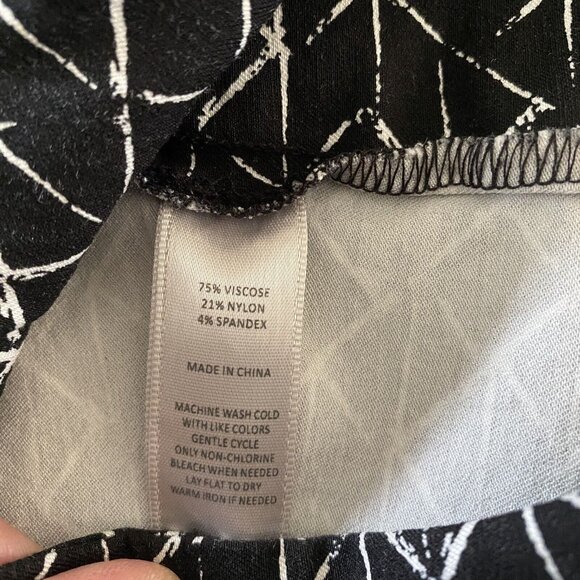 75% VISCOSE
21% NYLON
4% SPANDEX
MADE IN CHINA
MACHINE WASH COLD
WITH LIKE COLORS
GENTLE CYCLE
ONLY NON-CHLORINE
BLEACH WHEN NEEDED
LAY FLAT TO DRY
WARM IRON IF NEEDED